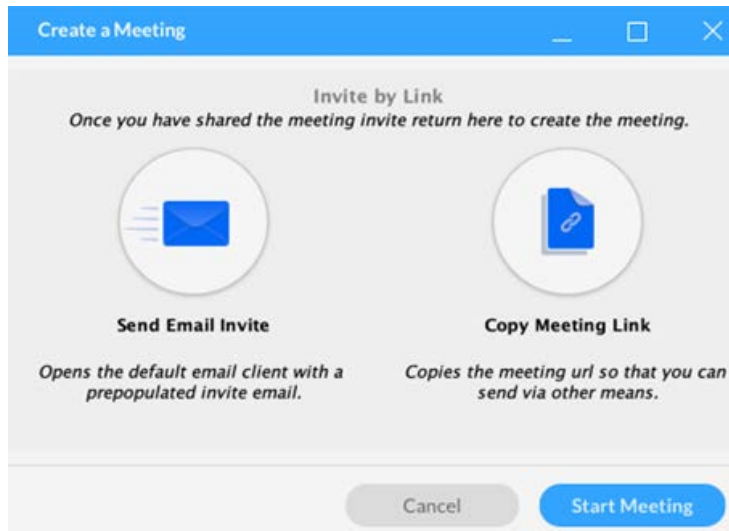 Create a Meeting
Invite by Link
Once you have shared the meeting invite return here to create the meeting.
Send Email Invite
Copy Meeting Link
Opens the default email client with a
prepopulated invite email.
Copies the meeting url so that you can
send via other means.
Cancel
Start Meeting